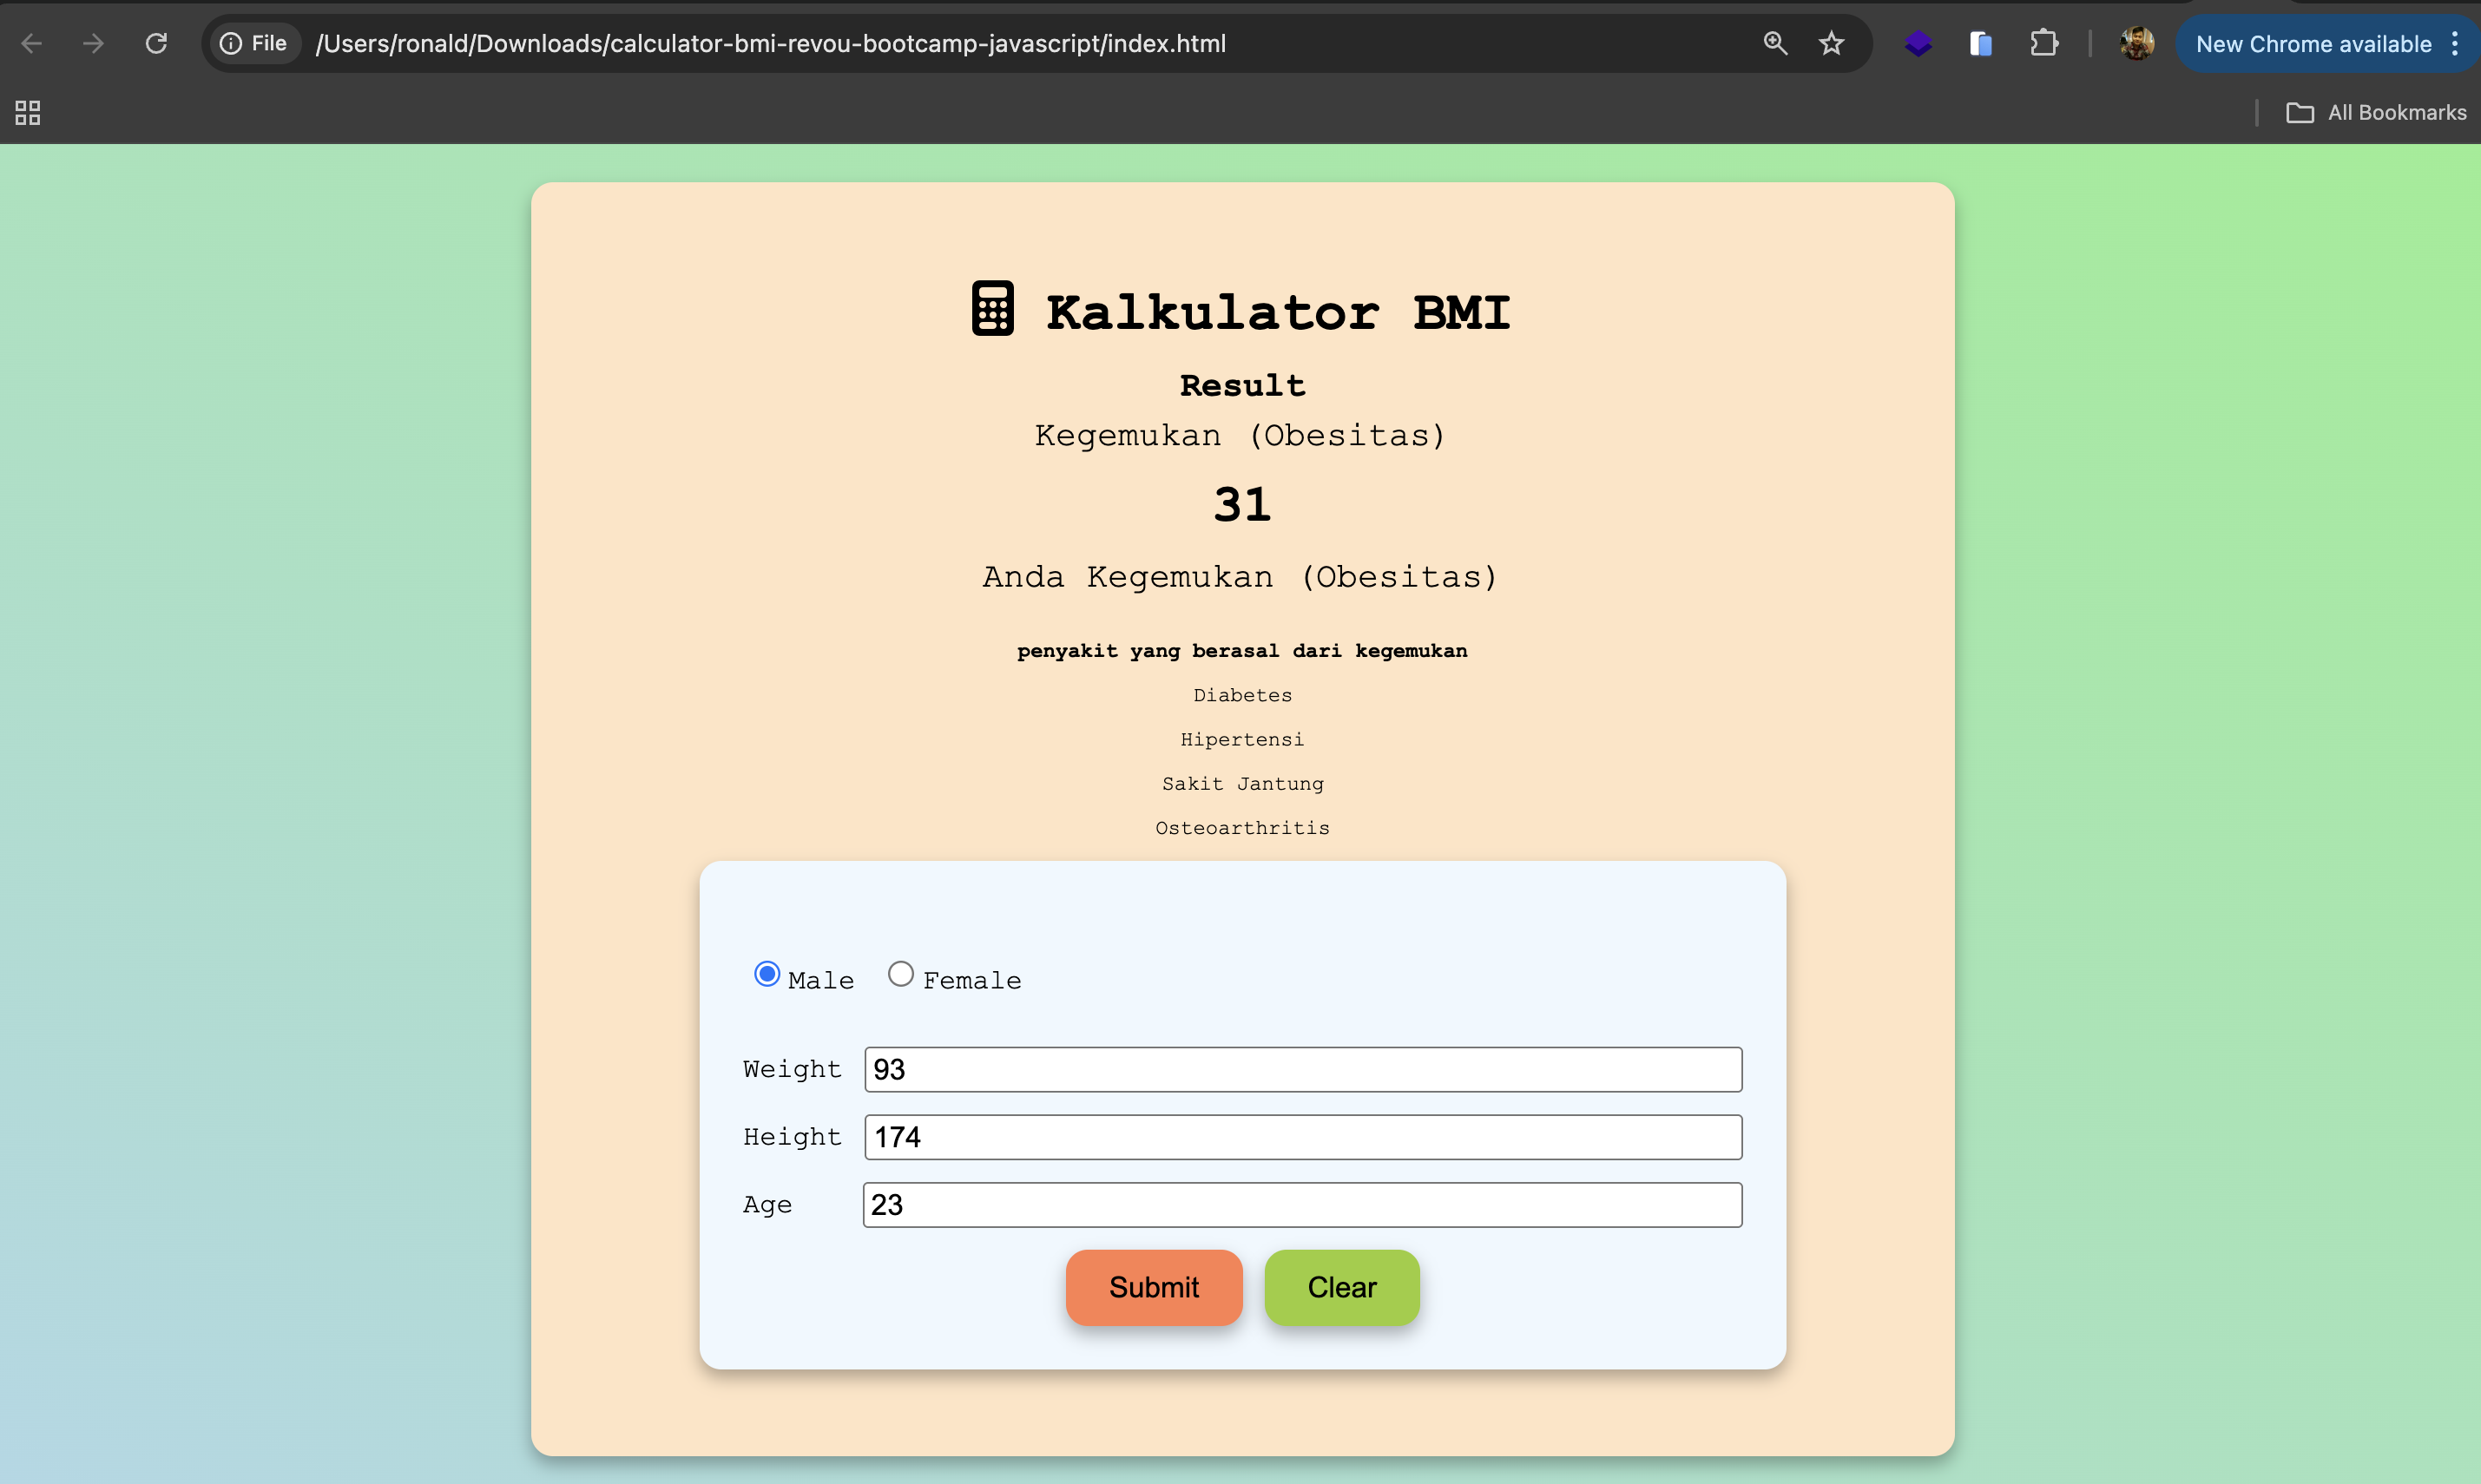 File /Users/ronald/Downloads/calculator-bmi-revou-bootcamp-javascript/index.html New Chrome available
All Bookmarks
Kalkulator BMI
Result
Kegemukan (Obesitas)
31
Anda Kegemukan (Obesitas)
penyakit yang berasal dari kegemukan
Diabetes
Hipertensi
Sakit Jantung
Osteoarthritis
Male Female
Weight 93
Height 174
Age 23
Submit Clear